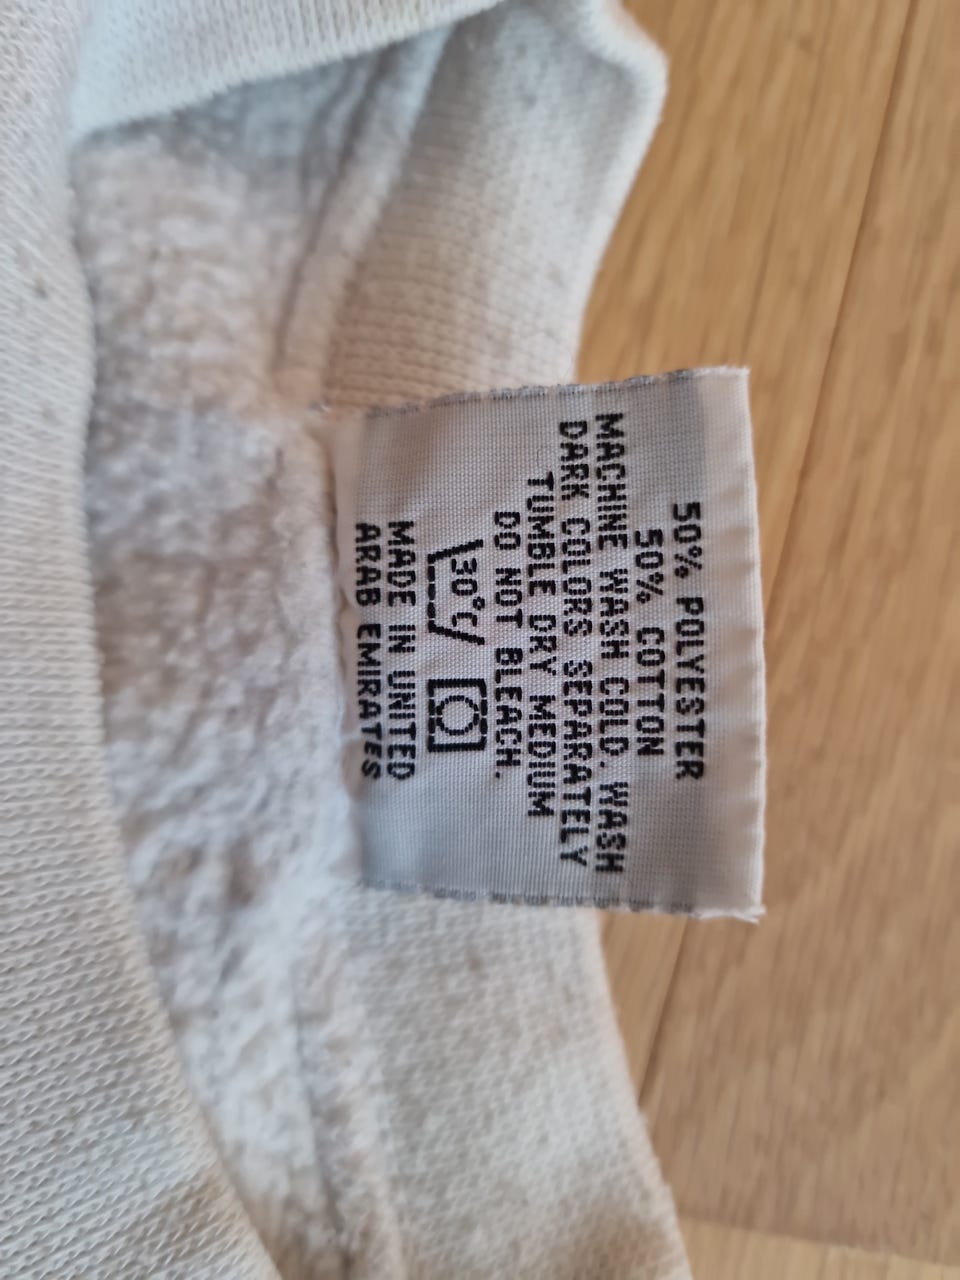 50% POLYESTER
50% COTTON
MACHINE WASH COLD. WASH
DARK COLORS SEPARATELY
TUMBLE DRY MEDIUM
DO NOT BLEACH.
30°C
MADE IN UNITED
ARAB EMIRATES